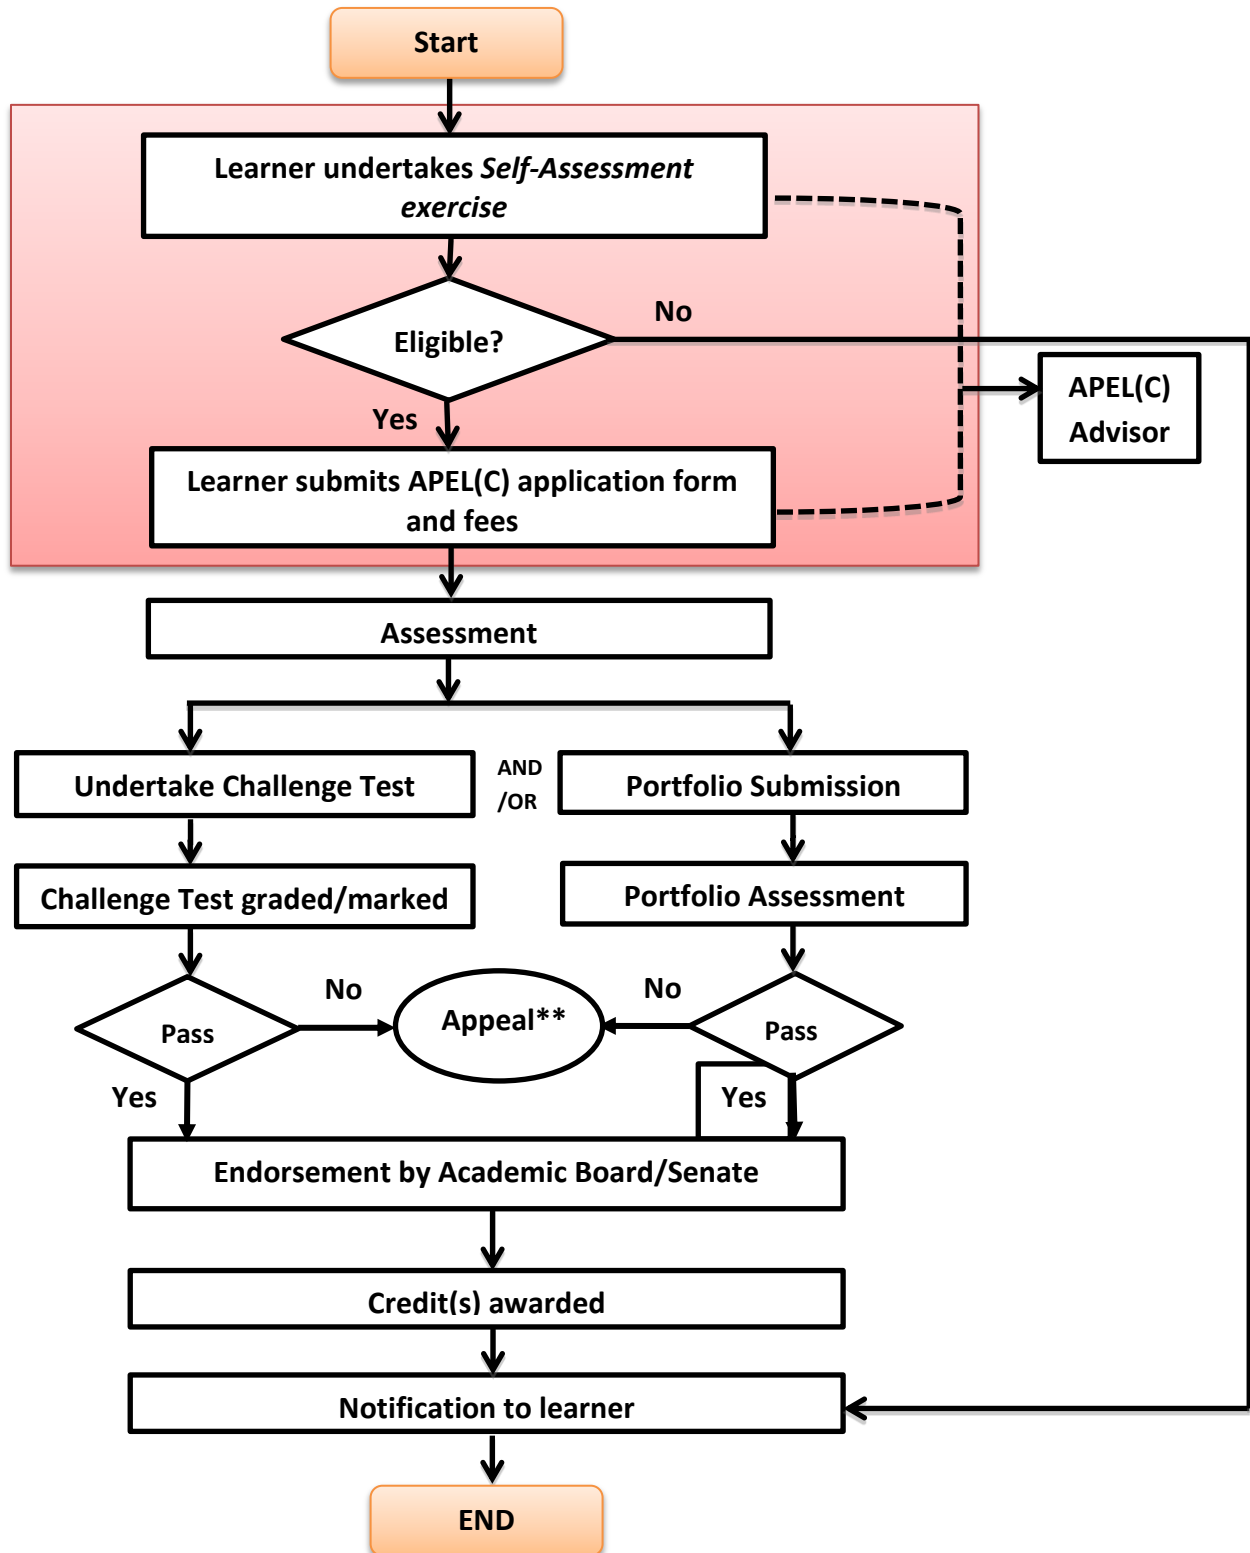 Start
Learner undertakes Self-Assessment
exercise
No
Eligible?
APEL(C)
Advisor
Yes
Learner submits APEL(C) application form
and fees
Assessment
Undertake Challenge Test
AND
/OR
Portfolio Submission
Challenge Test graded/marked
Portfolio Assessment
No
No
Pass
Appeal**
Pass
Yes
Yes
Endorsement by Academic Board/Senate
Credit(s) awarded
Notification to learner
END